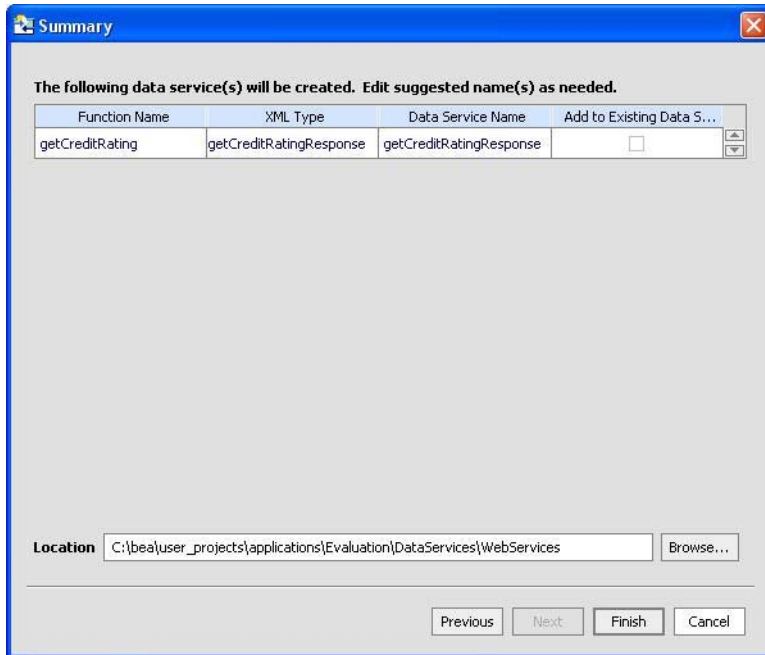 Summary
The following data service(s) will be created. Edit suggested name(s) as needed.
Function Name XML Type Data Service Name Add to Existing Data S...
getCreditRating getCreditRatingResponse getCreditRatingResponse
Location C:\bea\user_projects\applications\Evaluation\DataServices\WebServices Browse...
Previous Next Finish Cancel